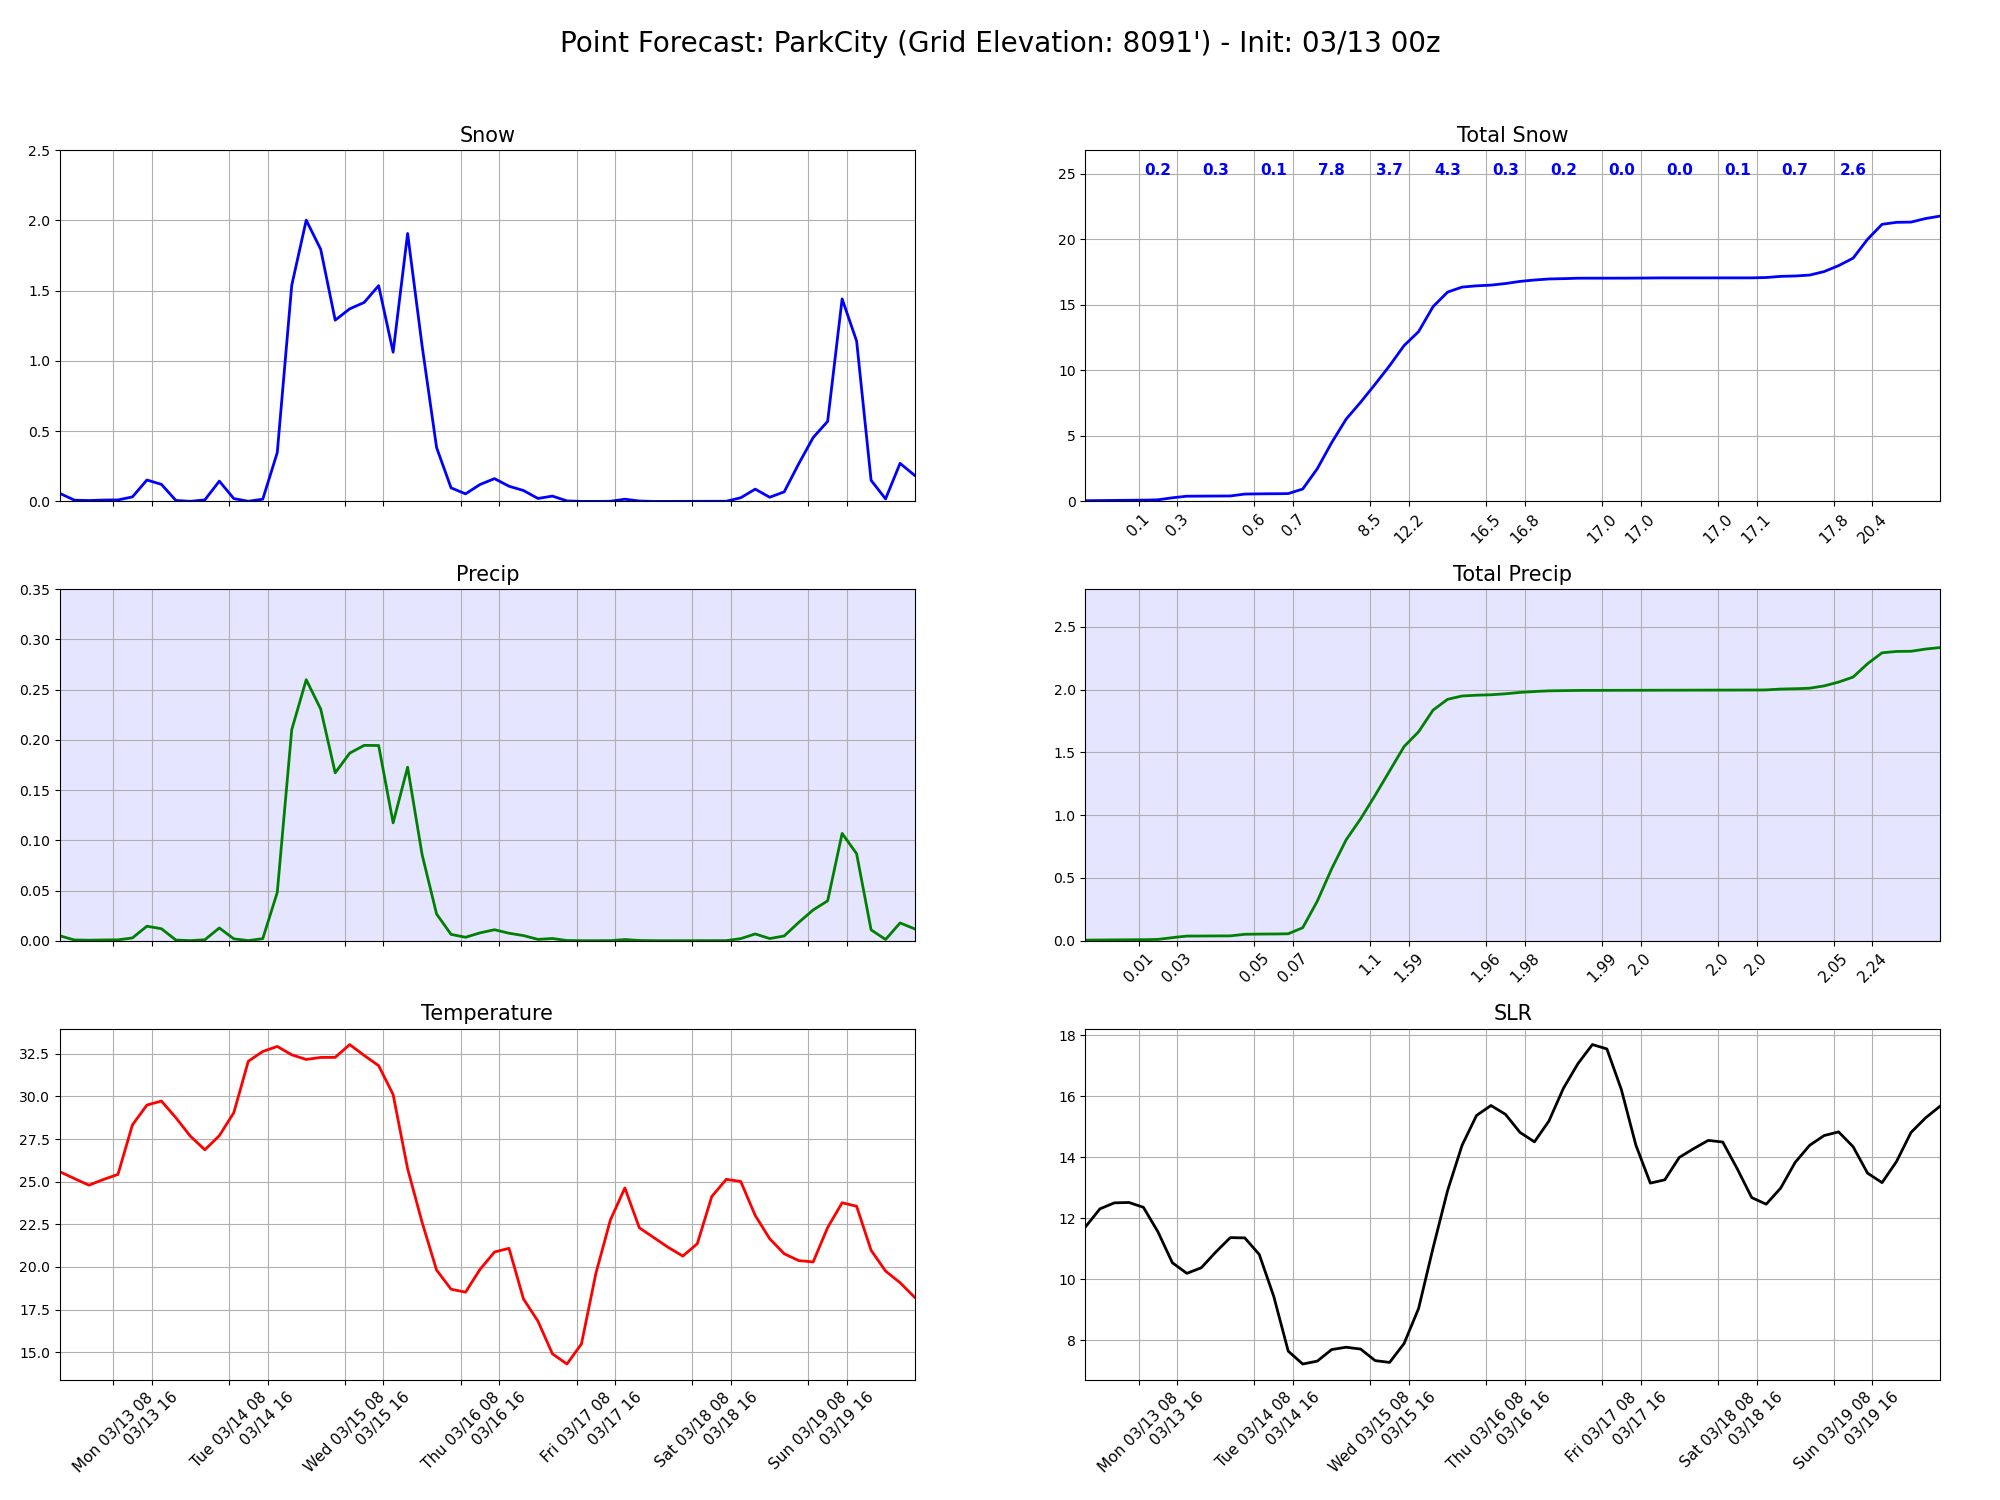 Point Forecast: ParkCity (Grid Elevation: 8091') - Init: 03/13 00z
Snow
2.5
2.0
1.5
1.0
0.5
0.0
Total Snow
0.2 0.3 0.1 7.8 3.7 4.3 0.3 0.2 0.0 0.0 0.1 0.7 2.6
25
20
15
10
5
0
0.1 0.3 0.6 0.7 8.5 12.2 16.5 16.8 17.0 17.0 17.0 17.1 17.8 20.4
Precip
0.35
0.30
0.25
0.20
0.15
0.10
0.05
0.00
Total Precip
2.5
2.0
1.5
1.0
0.5
0.0
0.01 0.03 0.05 0.07 1.1 1.59 1.96 1.98 1.99 2.0 2.0 2.0 2.05 2.24
Temperature
32.5
30.0
27.5
25.0
22.5
20.0
17.5
15.0
Mon 03/13 08
03/13 16
Tue 03/14 08
03/14 16
Wed 03/15 08
03/15 16
Thu 03/16 08
03/16 16
Fri 03/17 08
03/17 16
Sat 03/18 08
03/18 16
Sun 03/19 08
03/19 16
SLR
18
16
14
12
10
8
Mon 03/13 08
03/13 16
Tue 03/14 08
03/14 16
Wed 03/15 08
03/15 16
Thu 03/16 08
03/16 16
Fri 03/17 08
03/17 16
Sat 03/18 08
03/18 16
Sun 03/19 08
03/19 16